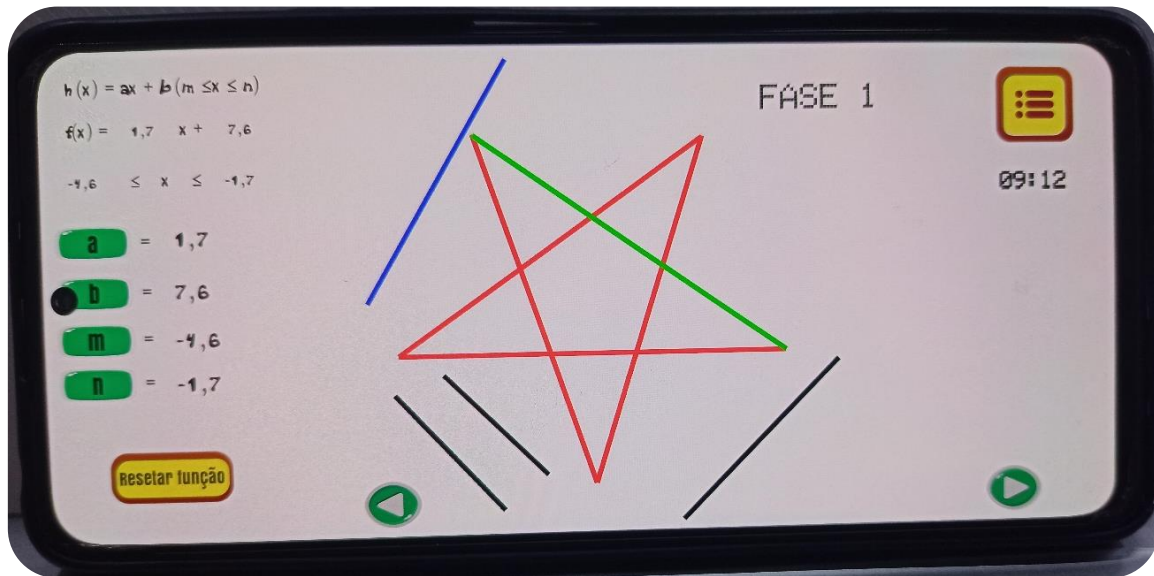 h(x) = ax + b (m ≤x ≤ n)
f(x) = 1,7 x + 7,6
-4,6 ≤ x ≤ -1,7
a = 1,7
b = 7,6
m = -4,6
n = -1,7
Resetar função
FASE 1
09:12